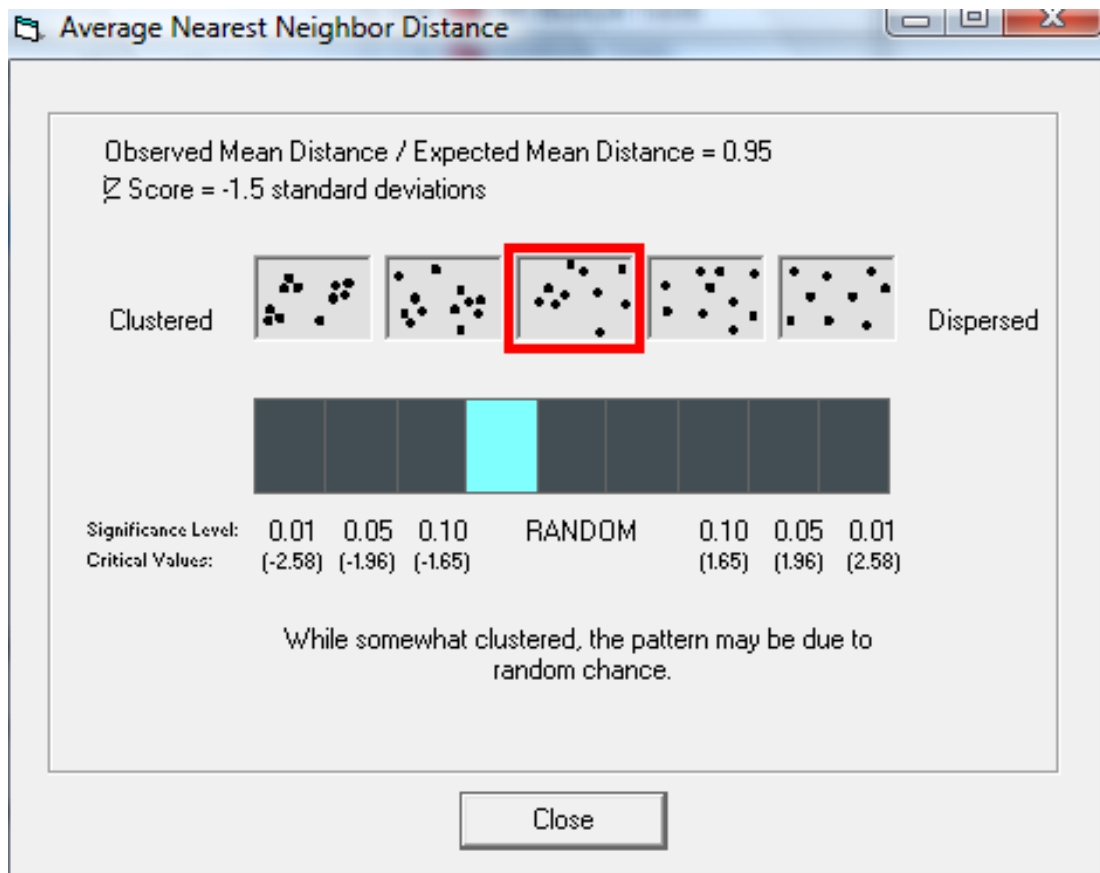 Average Nearest Neighbor Distance
Observed Mean Distance / Expected Mean Distance = 0.95
Z Score = -1.5 standard deviations
Clustered
Dispersed
Significance Level: 0.01 0.05 0.10 RANDOM 0.10 0.05 0.01
Critical Values: (-2.58) (-1.96) (-1.65) (1.65) (1.96) (2.58)
While somewhat clustered, the pattern may be due to
random chance.
Close